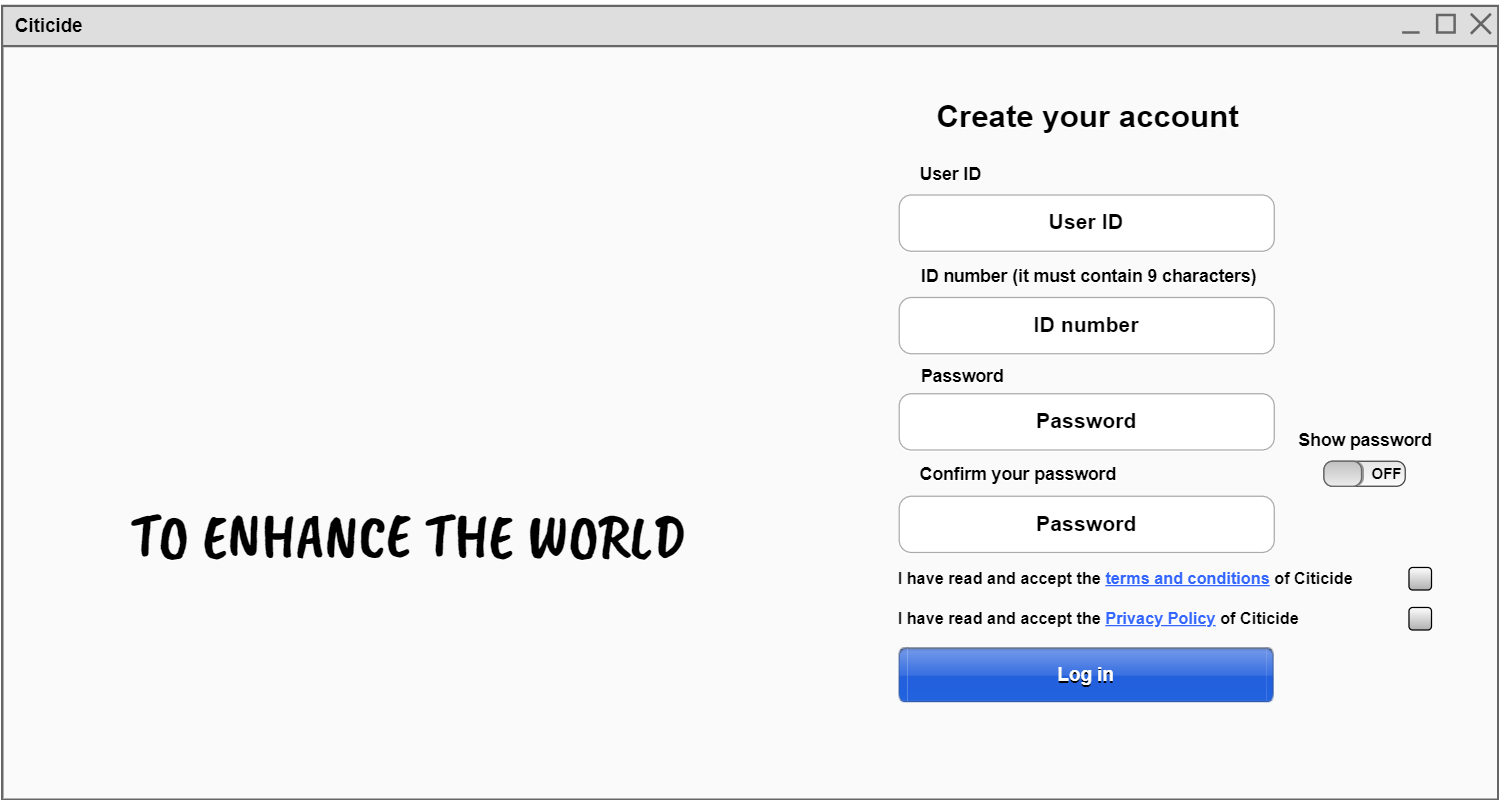 Citicide
Create your account
User ID
User ID
ID number (it must contain 9 characters)
ID number
Password
Password
Show password
OFF
Confirm your password
Password
I have read and accept the terms and conditions of Citicide
I have read and accept the Privacy Policy of Citicide
Log in
TO ENHANCE THE WORLD